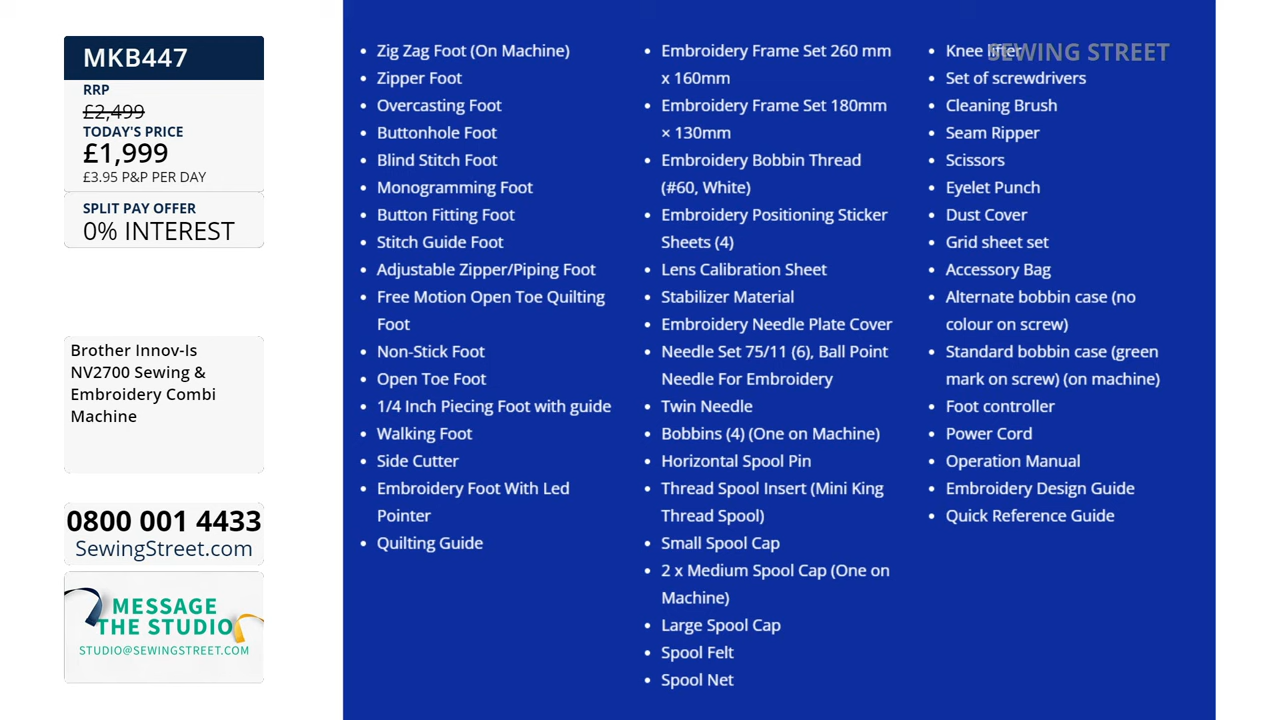 MKB447
RRP
£2,499
TODAY'S PRICE
£1,999
£3.95 P&P PER DAY
SPLIT PAY OFFER
0% INTEREST
Brother Innov-Is
NV2700 Sewing &
Embroidery Combi
Machine
0800 001 4433
SewingStreet.com
MESSAGE
THE STUDIO
STUDIO@SEWINGSTREET.COM
• Zig Zag Foot (On Machine)
• Zipper Foot
• Overcasting Foot
• Buttonhole Foot
• Blind Stitch Foot
• Monogramming Foot
• Button Fitting Foot
• Stitch Guide Foot
• Adjustable Zipper/Piping Foot
• Free Motion Open Toe Quilting
Foot
• Non-Stick Foot
• Open Toe Foot
• 1/4 Inch Piecing Foot with guide
• Walking Foot
• Side Cutter
• Embroidery Foot With Led
Pointer
• Quilting Guide
• Embroidery Frame Set 260 mm
x 160mm
• Embroidery Frame Set 180mm
× 130mm
• Embroidery Bobbin Thread
(#60, White)
• Embroidery Positioning Sticker
Sheets (4)
• Lens Calibration Sheet
• Stabilizer Material
• Embroidery Needle Plate Cover
• Needle Set 75/11 (6), Ball Point
Needle For Embroidery
• Twin Needle
• Bobbins (4) (One on Machine)
• Horizontal Spool Pin
• Thread Spool Insert (Mini King
Thread Spool)
• Small Spool Cap
• 2 x Medium Spool Cap (One on
Machine)
• Large Spool Cap
• Spool Felt
• Spool Net
• Knee lifter
SEWING STREET
• Set of screwdrivers
• Cleaning Brush
• Seam Ripper
• Scissors
• Eyelet Punch
• Dust Cover
• Grid sheet set
• Accessory Bag
• Alternate bobbin case (no
colour on screw)
• Standard bobbin case (green
mark on screw) (on machine)
• Foot controller
• Power Cord
• Operation Manual
• Embroidery Design Guide
• Quick Reference Guide